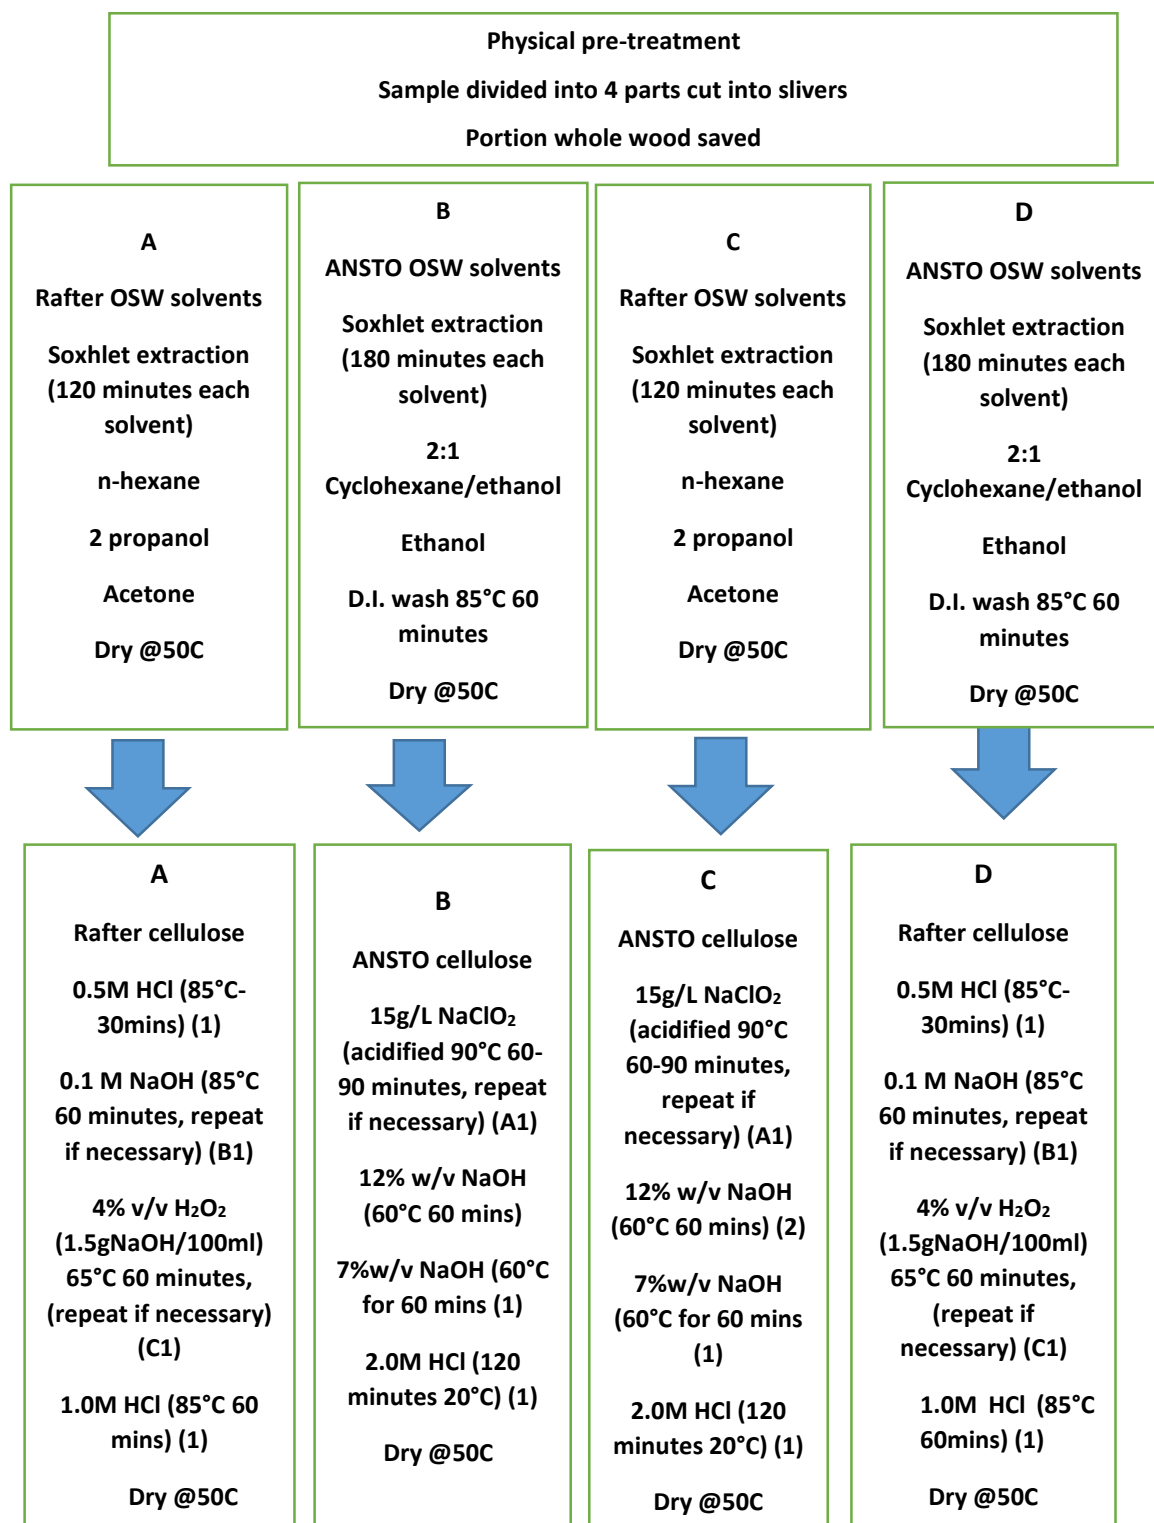 Physical pre-treatment
Sample divided into 4 parts cut into slivers
Portion whole wood saved
A
Rafter OSW solvents
Soxhlet extraction
(120 minutes each
solvent)
n-hexane
2 propanol
Acetone
Dry @50C
B
ANSTO OSW solvents
Soxhlet extraction
(180 minutes each
solvent)
2:1
Cyclohexane/ethanol
Ethanol
D.I. wash 85°C 60
minutes
Dry @50C
C
Rafter OSW solvents
Soxhlet extraction
(120 minutes each
solvent)
n-hexane
2 propanol
Acetone
Dry @50C
D
ANSTO OSW solvents
Soxhlet extraction
(180 minutes each
solvent)
2:1
Cyclohexane/ethanol
Ethanol
D.I. wash 85°C 60
minutes
Dry @50C
A
Rafter cellulose
0.5M HCl (85°C-
30mins) (1)
0.1 M NaOH (85°C
60 minutes, repeat
if necessary) (B1)
4% v/v H₂O₂
(1.5gNaOH/100ml)
65°C 60 minutes,
(repeat if necessary)
(C1)
1.0M HCl (85°C 60
mins) (1)
Dry @50C
B
ANSTO cellulose
15g/L NaClO₂
(acidified 90°C 60-
90 minutes, repeat
if necessary) (A1)
12% w/v NaOH
(60°C 60 mins)
7%w/v NaOH (60°C
for 60 mins (1)
2.0M HCl (120
minutes 20°C) (1)
Dry @50C
C
ANSTO cellulose
15g/L NaClO₂
(acidified 90°C
60-90 minutes,
repeat if
necessary) (A1)
12% w/v NaOH
(60°C 60 mins) (2)
7%w/v NaOH
(60°C for 60 mins
(1)
2.0M HCl (120
minutes 20°C) (1)
Dry @50C
D
Rafter cellulose
0.5M HCl (85°C-
30mins) (1)
0.1 M NaOH (85°C
60 minutes, repeat
if necessary) (B1)
4% v/v H₂O₂
(1.5gNaOH/100ml)
65°C 60 minutes,
(repeat if
necessary) (C1)
1.0M HCl (85°C
60mins) (1)
Dry @50C